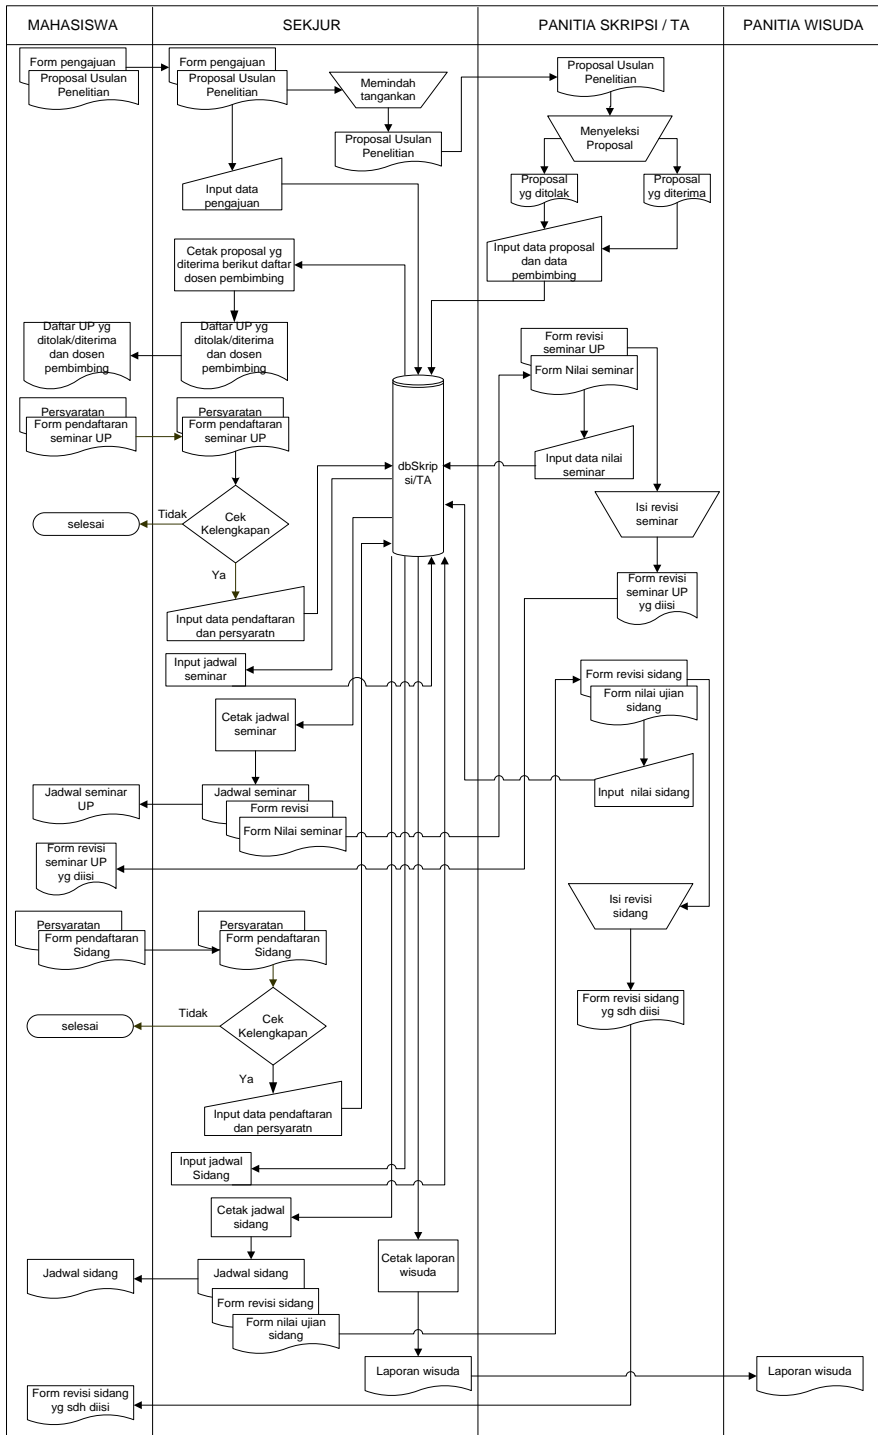 MAHASISWA
SEKJUR
PANITIA SKRIPSI / TA
PANITIA WISUDA
Form pengajuan
Proposal Usulan
Penelitian
Form pengajuan
Proposal Usulan
Penelitian
Memindah
tangankan
Proposal Usulan
Penelitian
Proposal Usulan
Penelitian
Menyeleksi
Proposal
Proposal
yg ditolak
Proposal
yg diterima
Input data
pengajuan
Input data proposal
dan data
pembimbing
Cetak proposal yg
diterima berikut daftar
dosen pembimbing
Daftar UP yg
ditolak/diterima
dan dosen
pembimbing
Daftar UP yg
ditolak/diterima
dan dosen
pembimbing
Form revisi
seminar UP
Form Nilai seminar
Persyaratan
Form pendaftaran
seminar UP
Persyaratan
Form pendaftaran
seminar UP
dbSkrip
si/TA
Input data nilai
seminar
selesai
Tidak
Cek
Kelengkapan
Ya
Isi revisi
seminar
Form revisi
seminar UP
yg diisi
Input data pendaftaran
dan persyaratn
Input jadwal
seminar
Form revisi sidang
Form nilai ujian
sidang
Cetak jadwal
seminar
Input  nilai sidang
Jadwal seminar
UP
Jadwal seminar
Form revisi
Form Nilai seminar
Form revisi
seminar UP
yg diisi
Isi revisi
sidang
Persyaratan
Form pendaftaran
Sidang
Persyaratan
Form pendaftaran
Sidang
Form revisi sidang
yg sdh diisi
selesai
Tidak
Cek
Kelengkapan
Ya
Input data pendaftaran
dan persyaratn
Input jadwal
Sidang
Cetak jadwal
sidang
Cetak laporan
wisuda
Jadwal sidang
Jadwal sidang
Form revisi sidang
Form nilai ujian
sidang
Laporan wisuda
Laporan wisuda
Form revisi sidang
yg sdh diisi